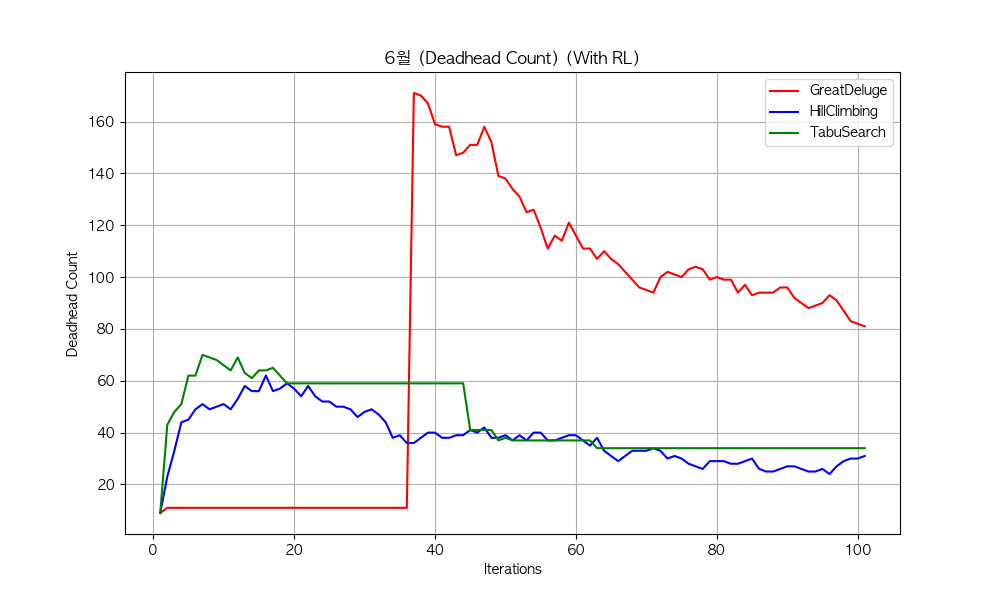 6월 (Deadhead Count) (With RL)
GreatDeluge
HillClimbing
TabuSearch
Deadhead Count
160
140
120
100
80
60
40
20
0 20 40 60 80 100
Iterations